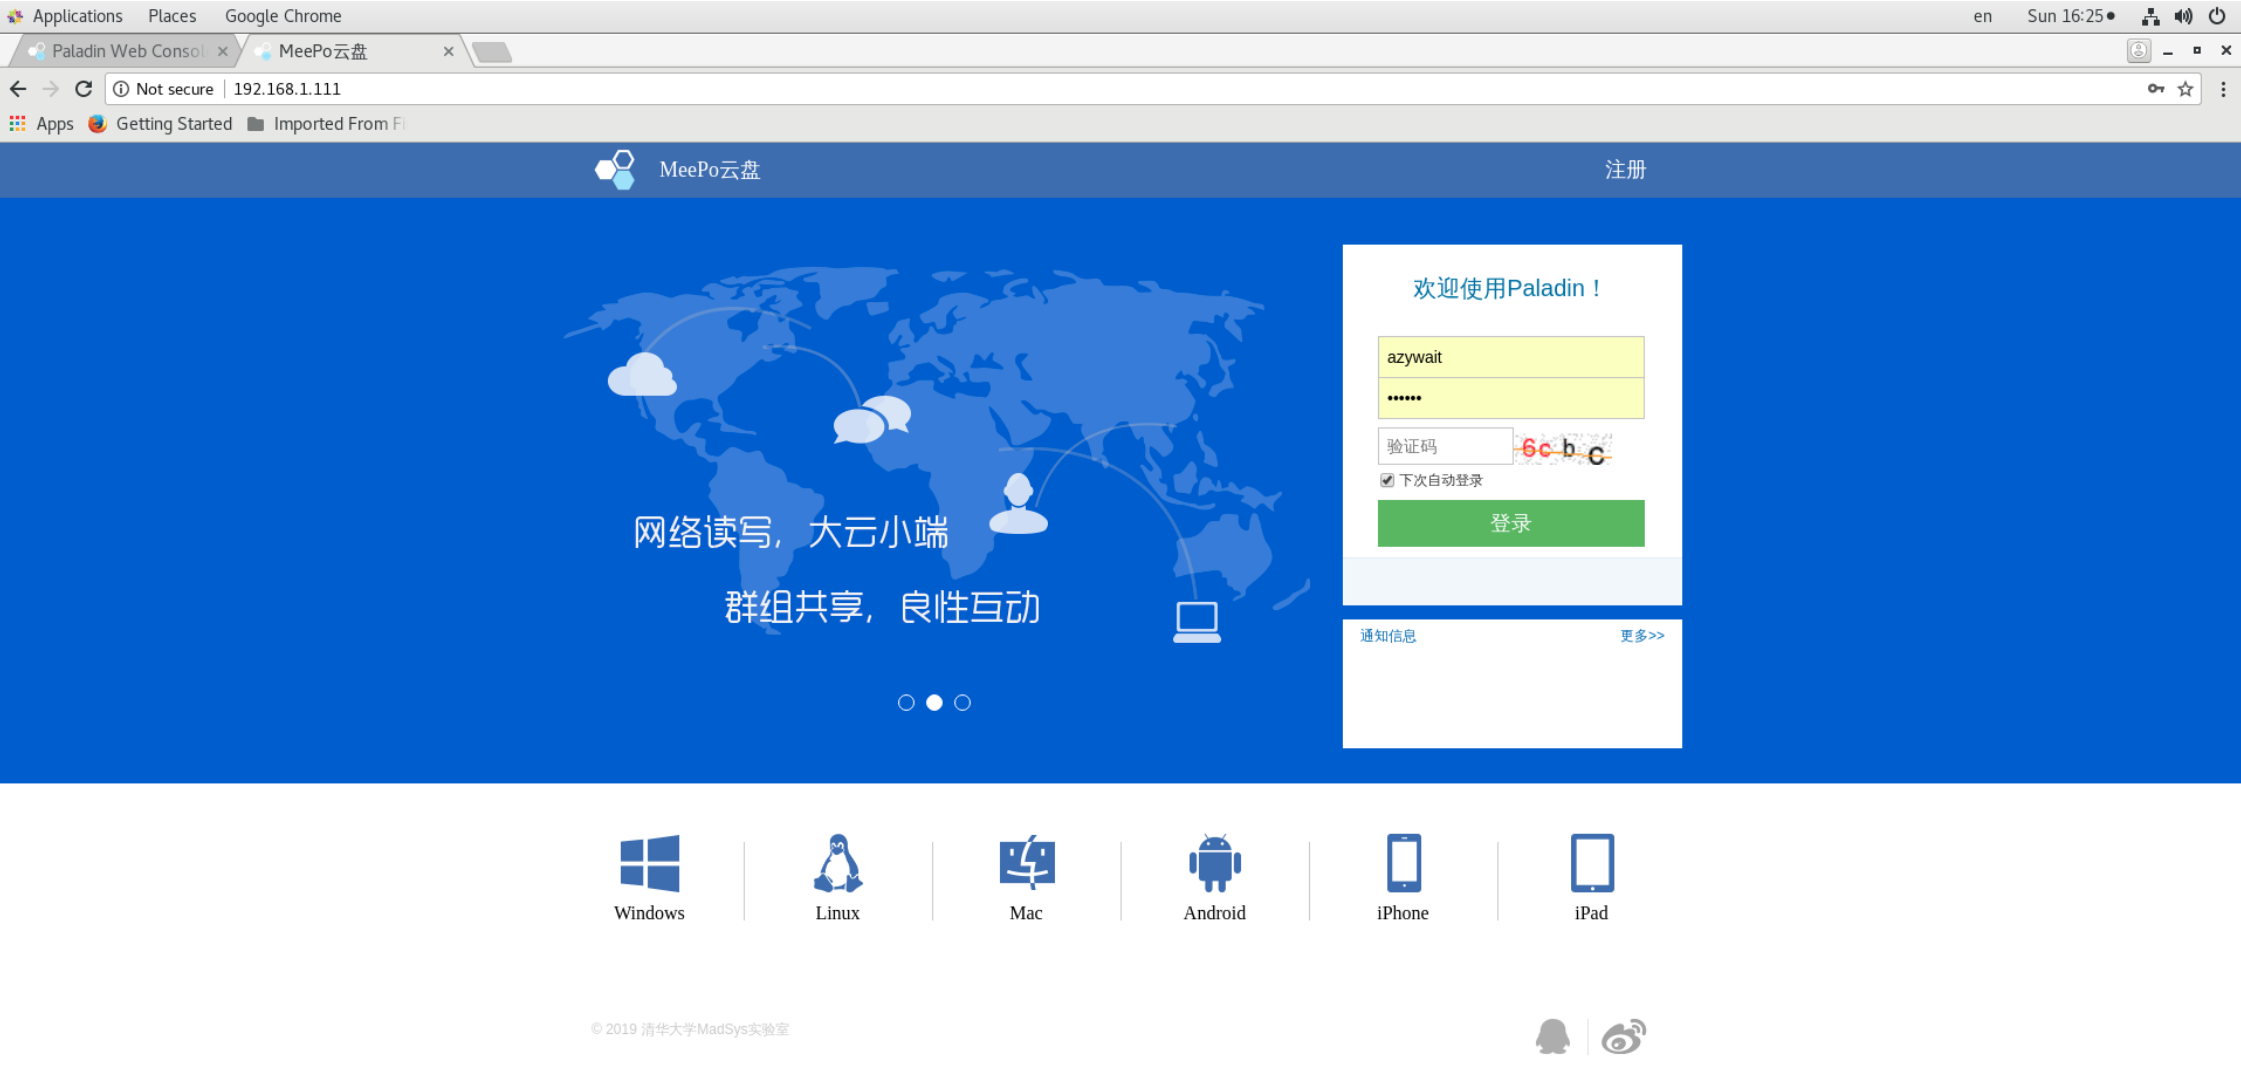 Applications Places Google Chrome en Sun 16:25
Paladin Web Consol MeePo云盘
Not secure 192.168.1.111
Apps Getting Started Imported From Fi
MeePo云盘 注册
欢迎使用Paladin！
azywait
••••••
验证码 6c b c
下次自动登录
登录
网络读写，大云小端
群组共享，良性互动
通知信息 更多>>
Windows Linux Mac Android iPhone iPad
© 2019 清华大学MadSys实验室